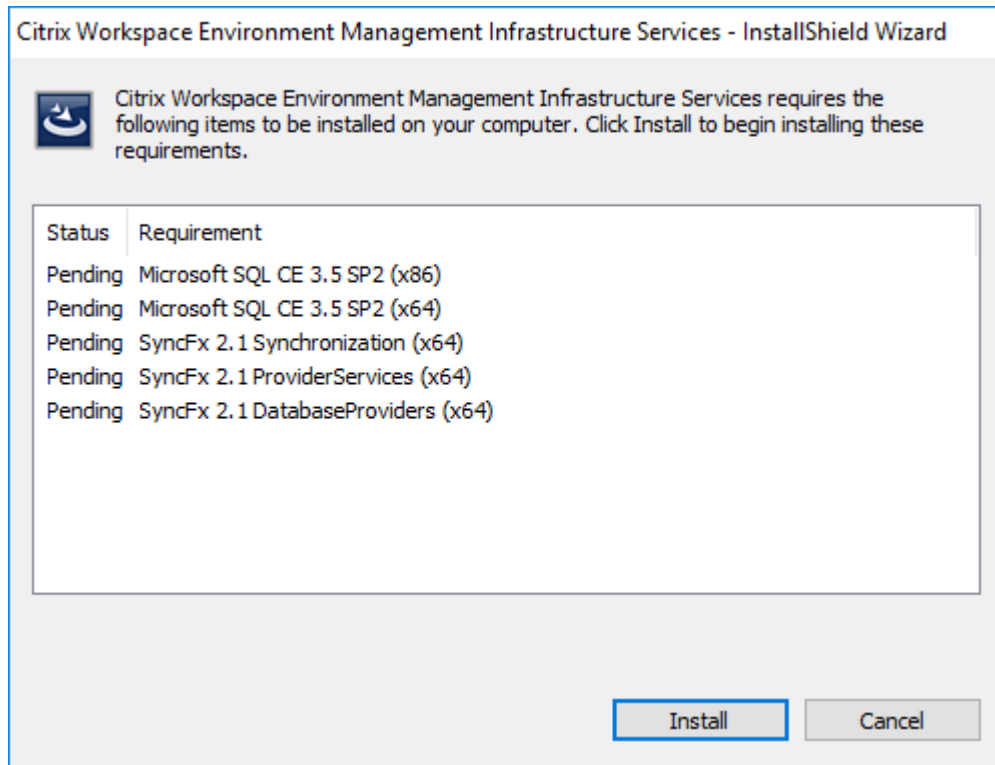 Citrix Workspace Environment Management Infrastructure Services - InstallShield Wizard
Citrix Workspace Environment Management Infrastructure Services requires the
following items to be installed on your computer. Click Install to begin installing these
requirements.
Status Requirement
Pending Microsoft SQL CE 3.5 SP2 (x86)
Pending Microsoft SQL CE 3.5 SP2 (x64)
Pending SyncFx 2.1 Synchronization (x64)
Pending SyncFx 2.1 ProviderServices (x64)
Pending SyncFx 2.1 DatabaseProviders (x64)
Install Cancel